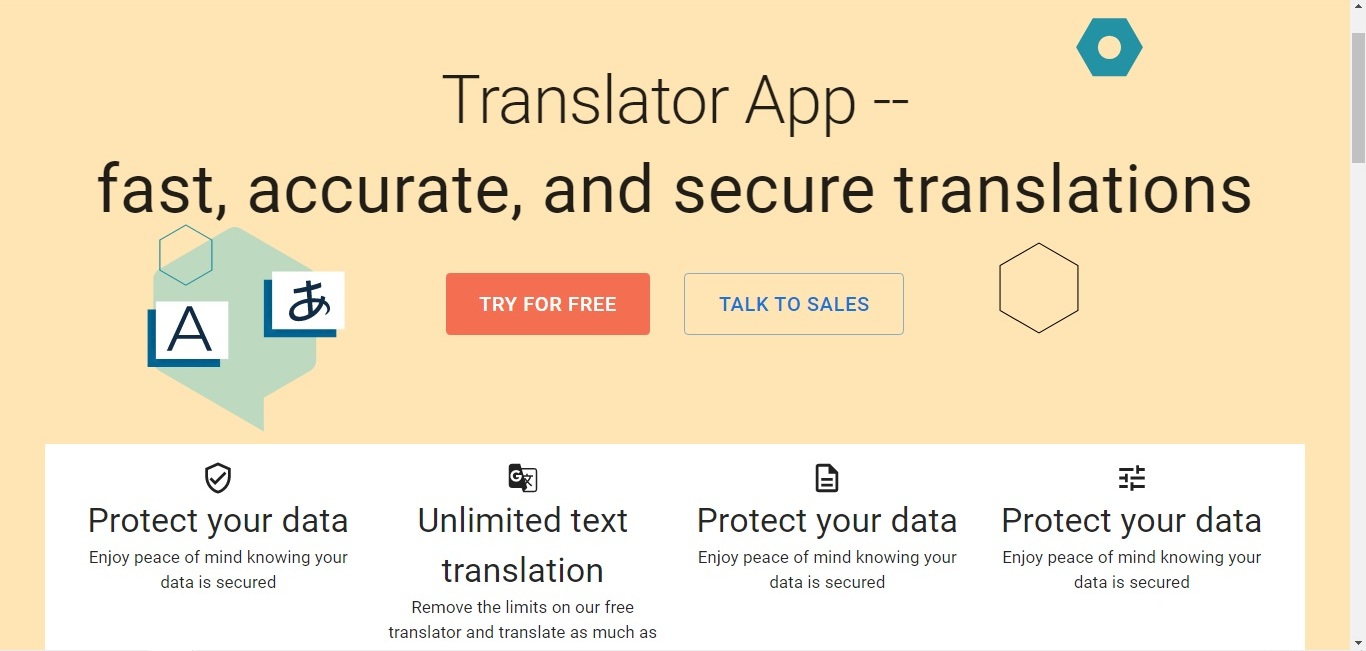 Translator App --
fast, accurate, and secure translations
A
あ
TRY FOR FREE
TALK TO SALES
Protect your data
Enjoy peace of mind knowing your
data is secured
G
文
Unlimited text
translation
Remove the limits on our free
translator and translate as much as
Protect your data
Enjoy peace of mind knowing your
data is secured
Protect your data
Enjoy peace of mind knowing your
data is secured